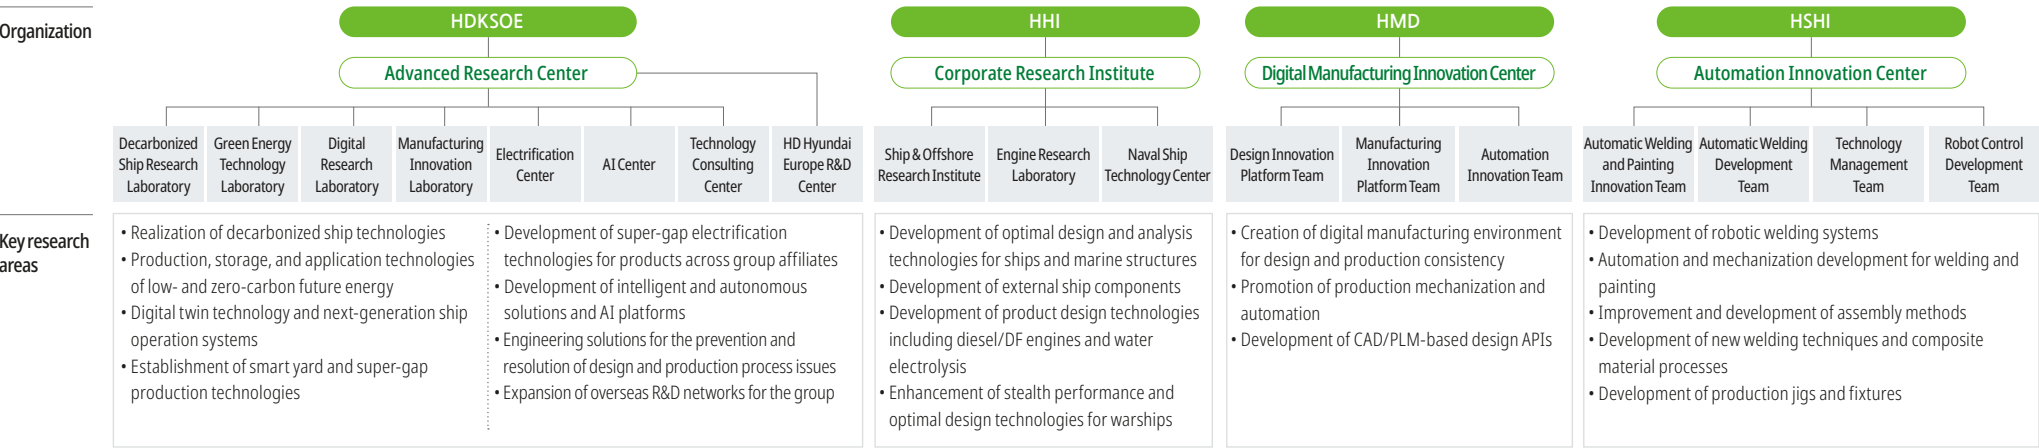 Organization
HDKSOE
Advanced Research Center
Decarbonized
Ship Research
Laboratory
Green Energy
Technology
Laboratory
Digital
Research
Laboratory
Manufacturing
Innovation
Laboratory
Electrification
Center
AI Center
Technology
Consulting
Center
HD Hyundai
Europe R&D
Center
HHI
Corporate Research Institute
Ship & Offshore
Research Institute
Engine Research
Laboratory
Naval Ship
Technology Center
HMD
Digital Manufacturing Innovation Center
Design Innovation
Platform Team
Manufacturing
Innovation
Platform Team
Automation
Innovation Team
HSHI
Automation Innovation Center
Automatic Welding
and Painting
Innovation Team
Automatic Welding
Development
Team
Technology
Management
Team
Robot Control
Development
Team
Key research
areas
• Realization of decarbonized ship technologies
• Production, storage, and application technologies
of low- and zero-carbon future energy
• Digital twin technology and next-generation ship
operation systems
• Establishment of smart yard and super-gap
production technologies
• Development of super-gap electrification
technologies for products across group affiliates
• Development of intelligent and autonomous
solutions and AI platforms
• Engineering solutions for the prevention and
resolution of design and production process issues
• Expansion of overseas R&D networks for the group
• Development of optimal design and analysis
technologies for ships and marine structures
• Development of external ship components
• Development of product design technologies
including diesel/DF engines and water
electrolysis
• Enhancement of stealth performance and
optimal design technologies for warships
• Creation of digital manufacturing environment
for design and production consistency
• Promotion of production mechanization and
automation
• Development of CAD/PLM-based design APIs
• Development of robotic welding systems
• Automation and mechanization development for welding and
painting
• Improvement and development of assembly methods
• Development of new welding techniques and composite
material processes
• Development of production jigs and fixtures